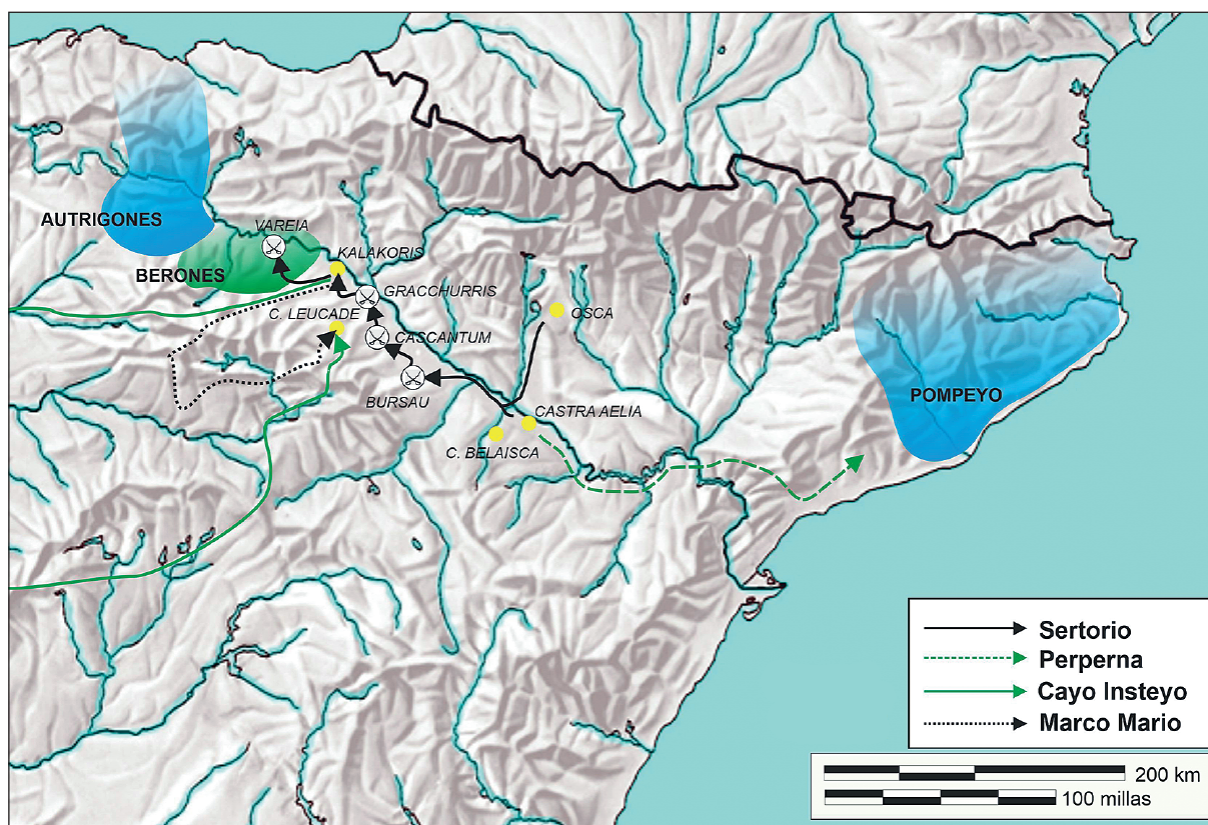 AUTRIGONES
VAREIA
BERONES
KALAKORIS
GRACCHURRIS
C. LEUCADE
OSCA
CASCANTUM
BURSAU
POMPEYO
CASTRA AELIA
C. BELAISCA
Sertorio
Perperna
Cayo Insteyo
Marco Mario
200 km
100 millas